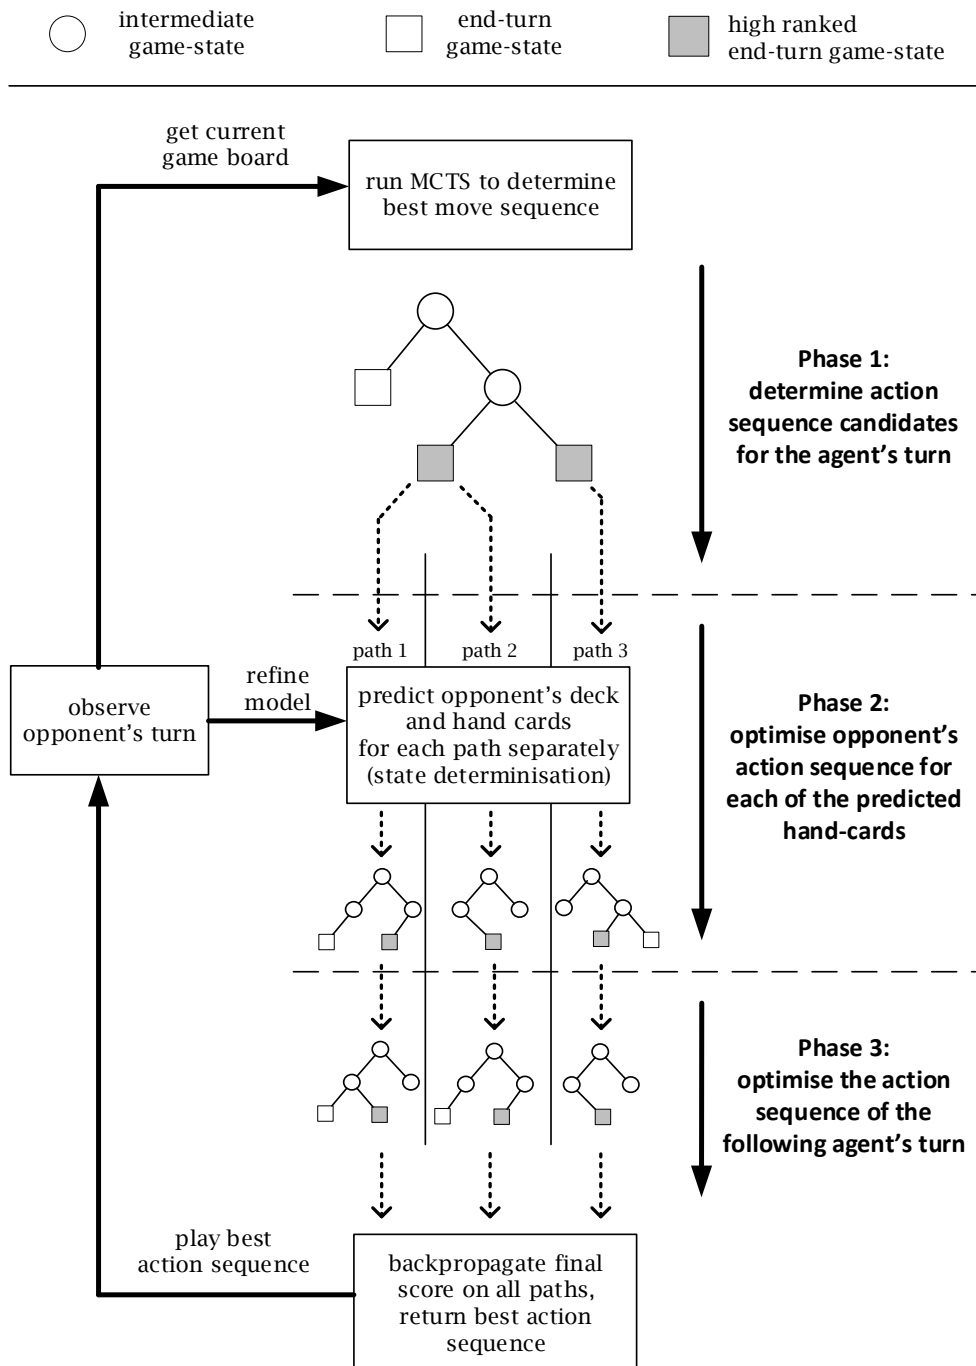 intermediate
game-state
end-turn
game-state
high ranked
end-turn game-state
get current
game board
run MCTS to determine
best move sequence
Phase 1:
determine action
sequence candidates
for the agent's turn
path 1
path 2
path 3
observe
opponent's turn
refine
model
predict opponent's deck
and hand cards
for each path separately
(state determinisation)
Phase 2:
optimise opponent's
action sequence for
each of the predicted
hand-cards
Phase 3:
optimise the action
sequence of the
following agent's turn
play best
action sequence
backpropagate final
score on all paths,
return best action
sequence